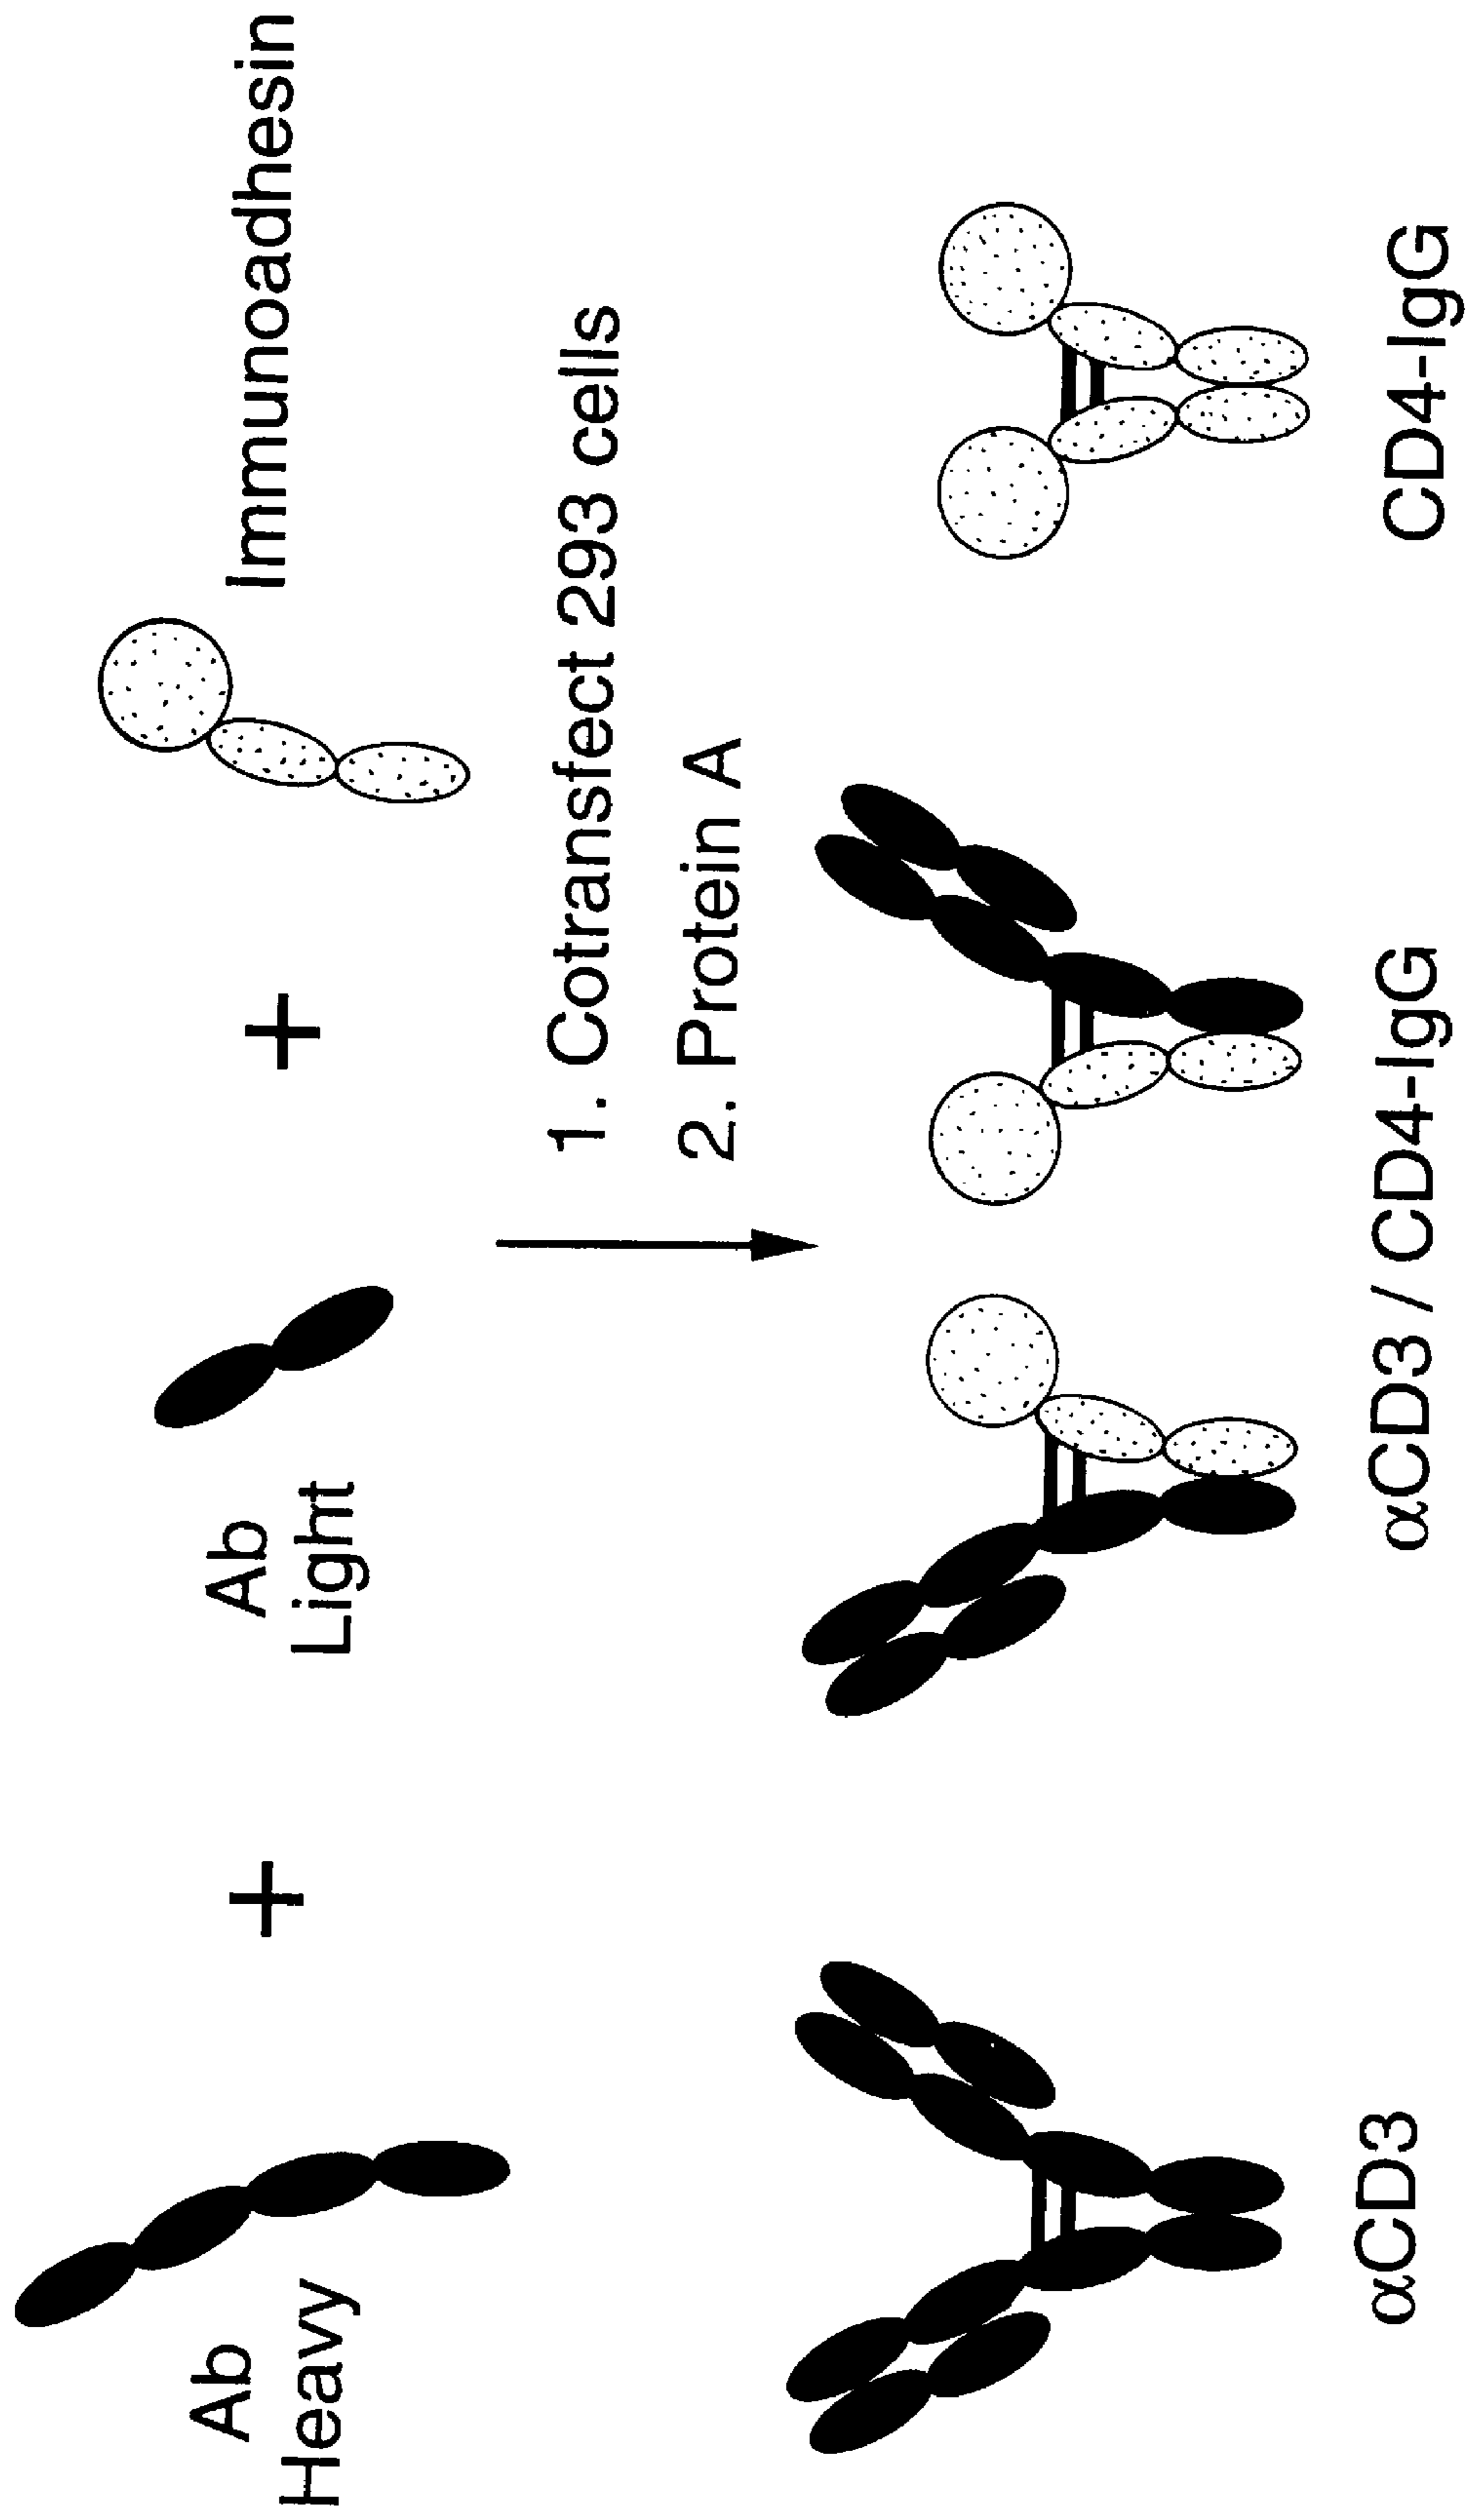 Ab
Heavy
+
Ab
Light
+
Immunoadhesin
1. Cotransfect 293 cells
2. Protein A
αCD3
αCD3 / CD4-IgG
CD4-IgG